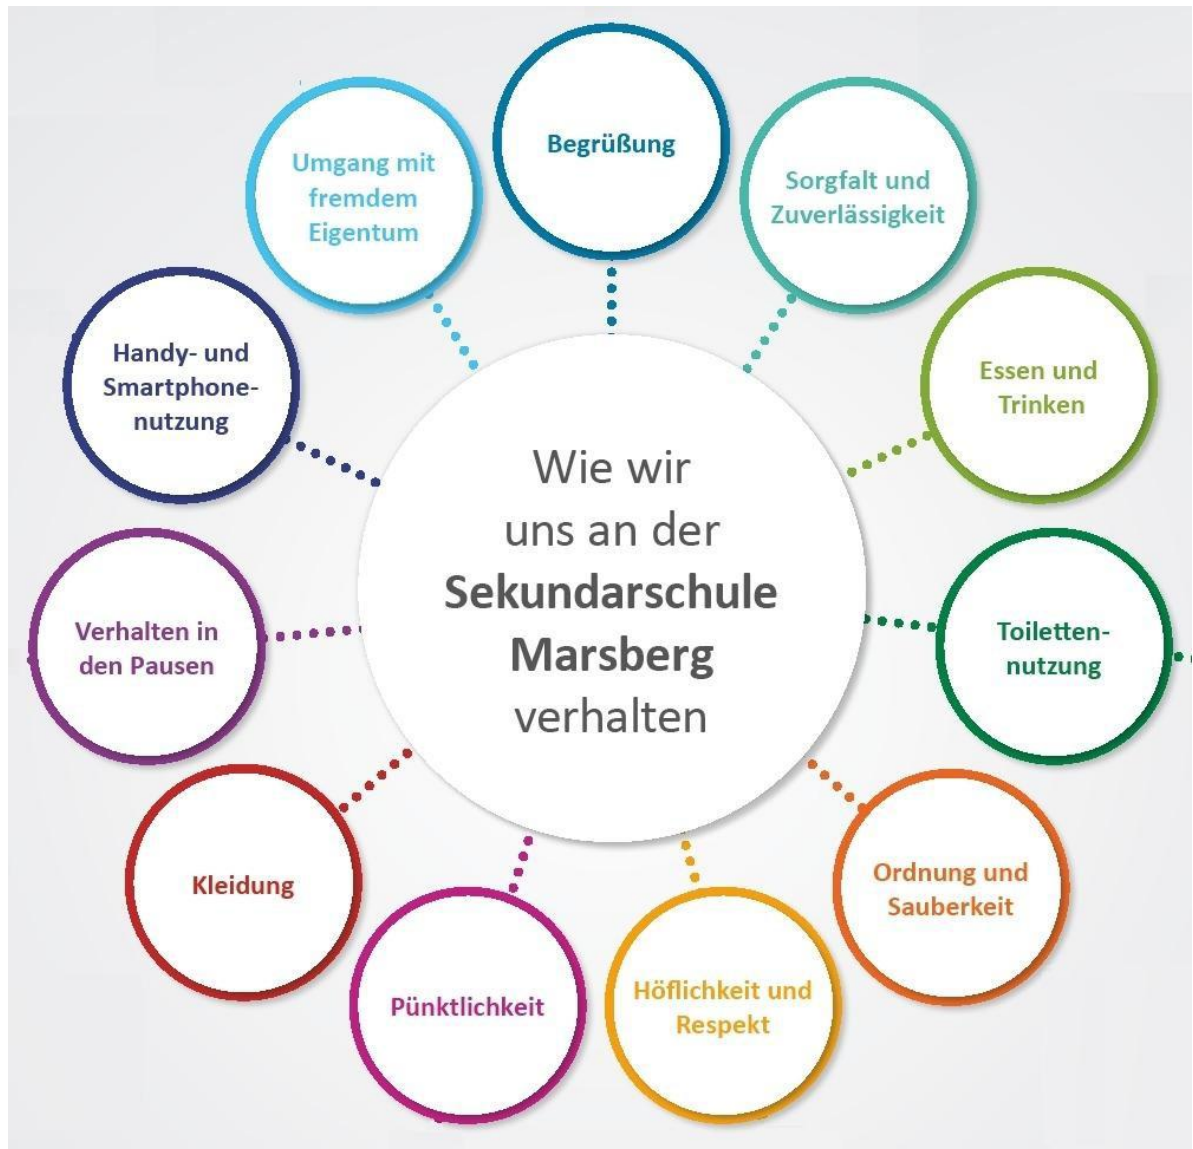 Wie wir
uns an der
Sekundarschule
Marsberg
verhalten
Begrüßung
Sorgfalt und
Zuverlässigkeit
Essen und
Trinken
Toiletten-
nutzung
Ordnung und
Sauberkeit
Höflichkeit und
Respekt
Pünktlichkeit
Kleidung
Verhalten in
den Pausen
Handy- und
Smartphone-
nutzung
Umgang mit
fremdem
Eigentum